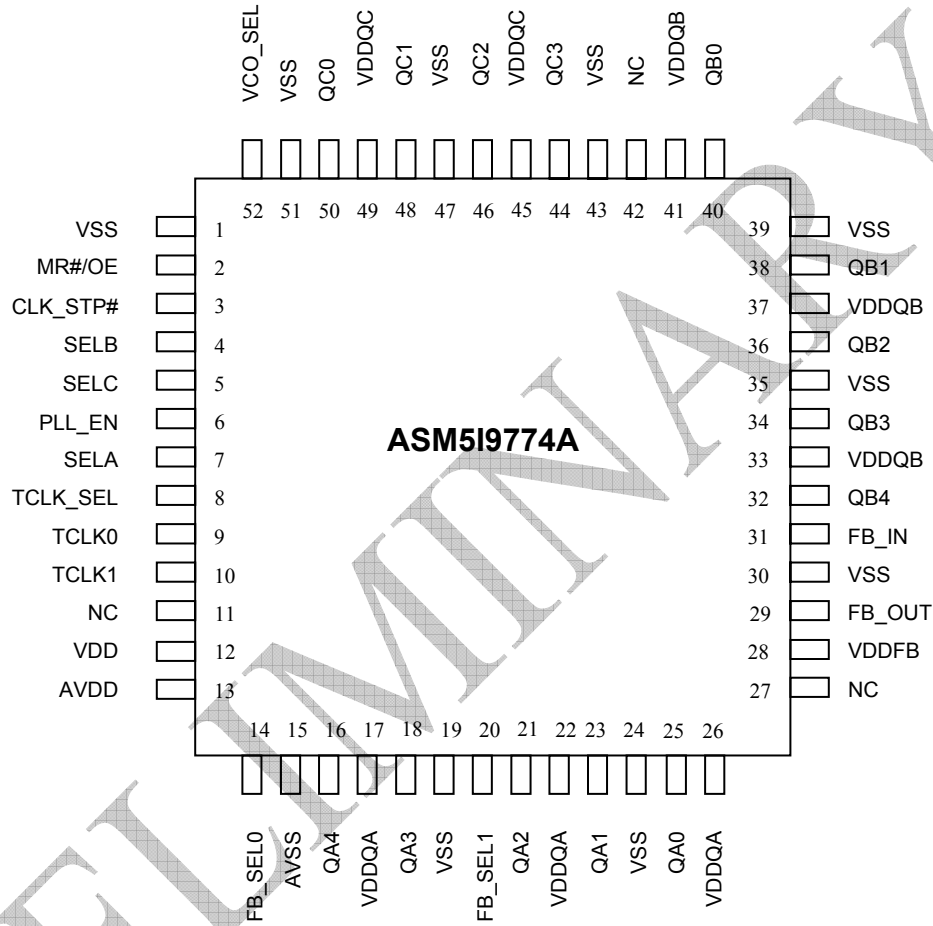 VCO_SEL
VSS
QC0
VDDQC
QC1
VSS
QC2
VDDQC
QC3
VSS
NC
VDDQB
QB0
52 51 50 49 48 47 46 45 44 43 42 41 40
VSS 1
MR#/OE 2
CLK_STP# 3
SELB 4
SELC 5
PLL_EN 6
SELA 7
TCLK_SEL 8
TCLK0 9
TCLK1 10
NC 11
VDD 12
AVDD 13
ASM5I9774A
39 VSS
38 QB1
37 VDDQB
36 QB2
35 VSS
34 QB3
33 VDDQB
32 QB4
31 FB_IN
30 VSS
29 FB_OUT
28 VDDFB
27 NC
14 15 16 17 18 19 20 21 22 23 24 25 26
FB_SEL0
AVSS
QA4
VDDQA
QA3
VSS
FB_SEL1
QA2
VDDQA
QA1
VSS
QA0
VDDQA
ELIMINARY